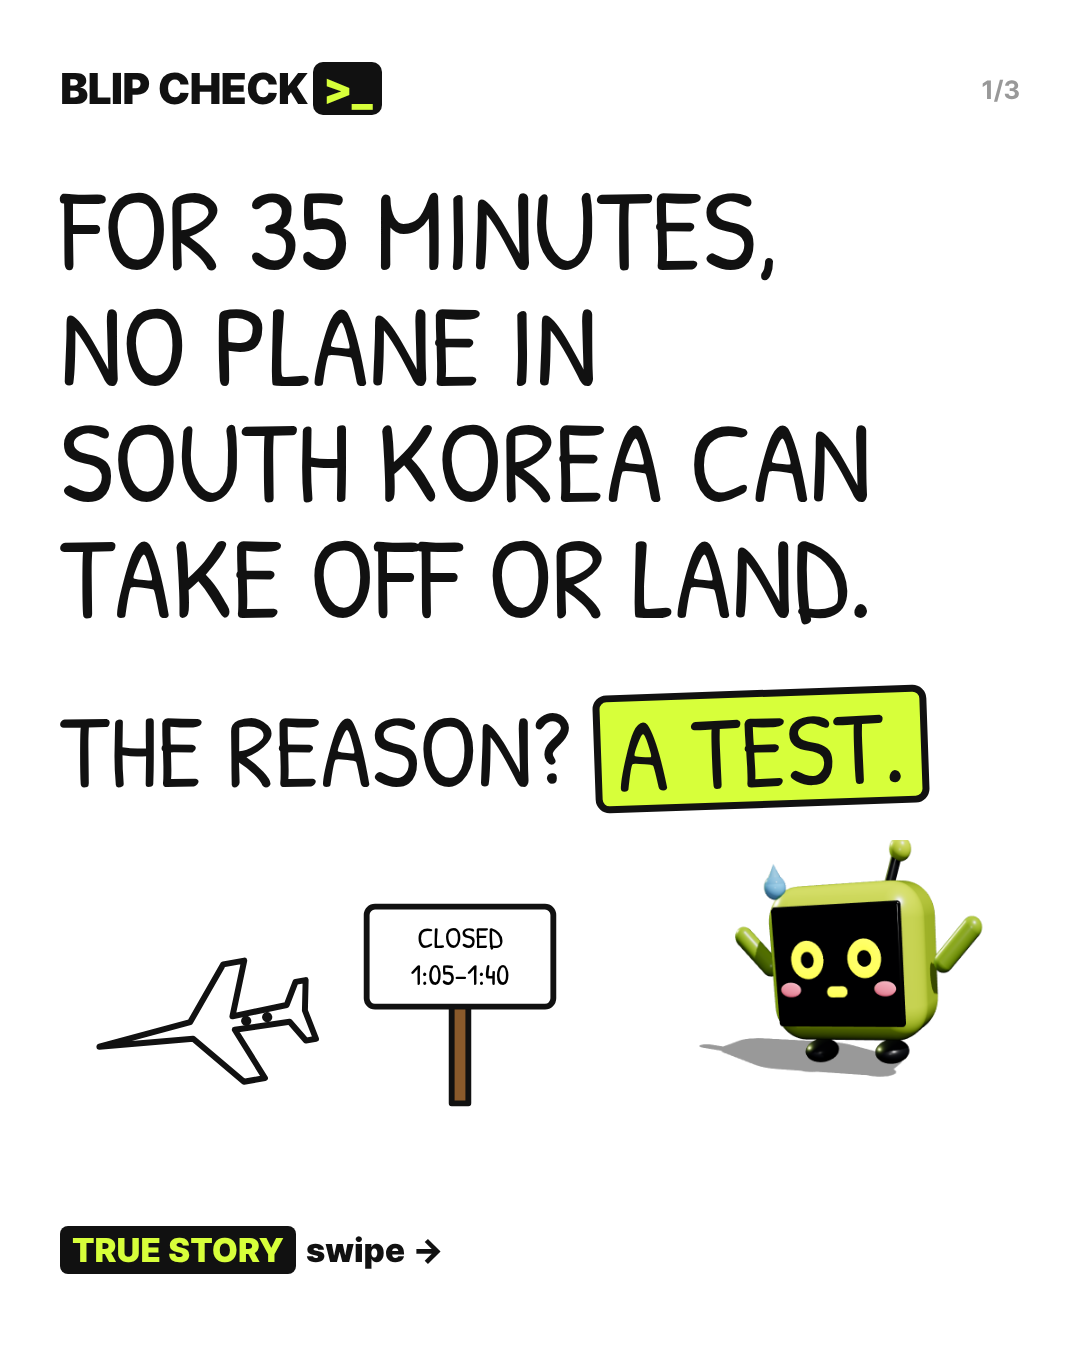 BLIP CHECK >_
1/3
FOR 35 MINUTES,
NO PLANE IN
SOUTH KOREA CAN
TAKE OFF OR LAND.
THE REASON? A TEST.
CLOSED
1:05–1:40
TRUE STORY swipe →